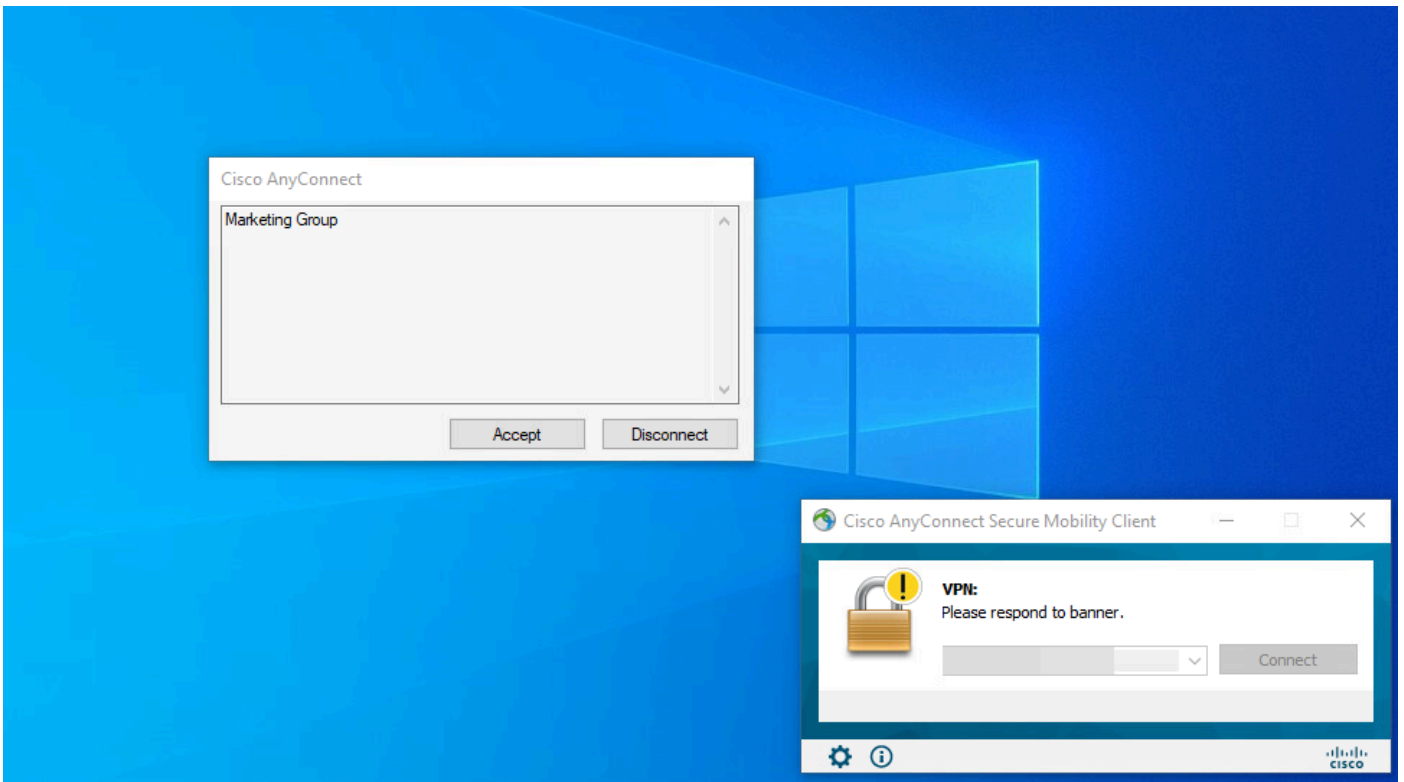 Cisco AnyConnect
Marketing Group
Accept
Disconnect
Cisco AnyConnect Secure Mobility Client
VPN:
Please respond to banner.
Connect
CISCO